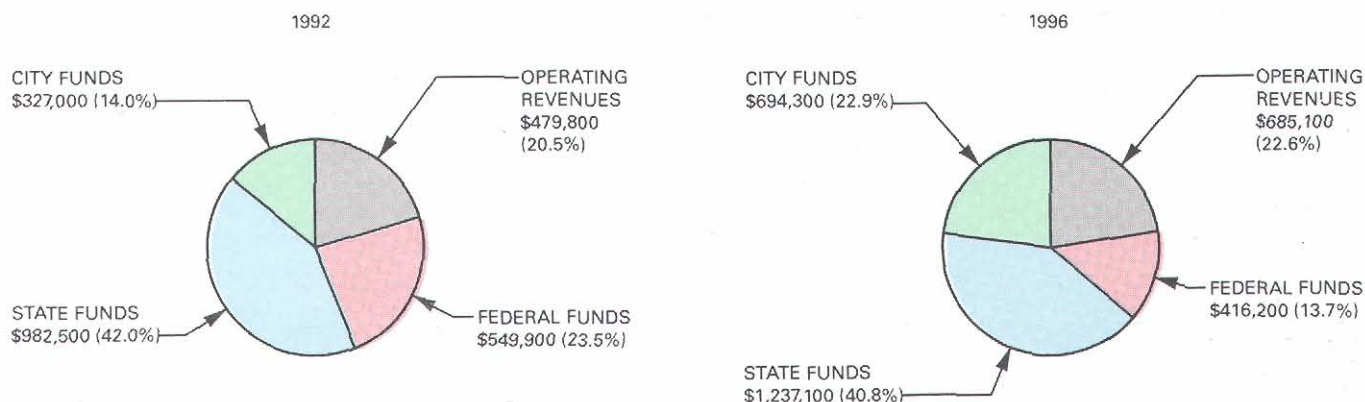 1992
CITY FUNDS
$327,000 (14.0%)
OPERATING
REVENUES
$479,800
(20.5%)
STATE FUNDS
$982,500 (42.0%)
FEDERAL FUNDS
$549,900 (23.5%)
1996
CITY FUNDS
$694,300 (22.9%)
OPERATING
REVENUES
$685,100
(22.6%)
FEDERAL FUNDS
$416,200 (13.7%)
STATE FUNDS
$1,237,100 (40.8%)